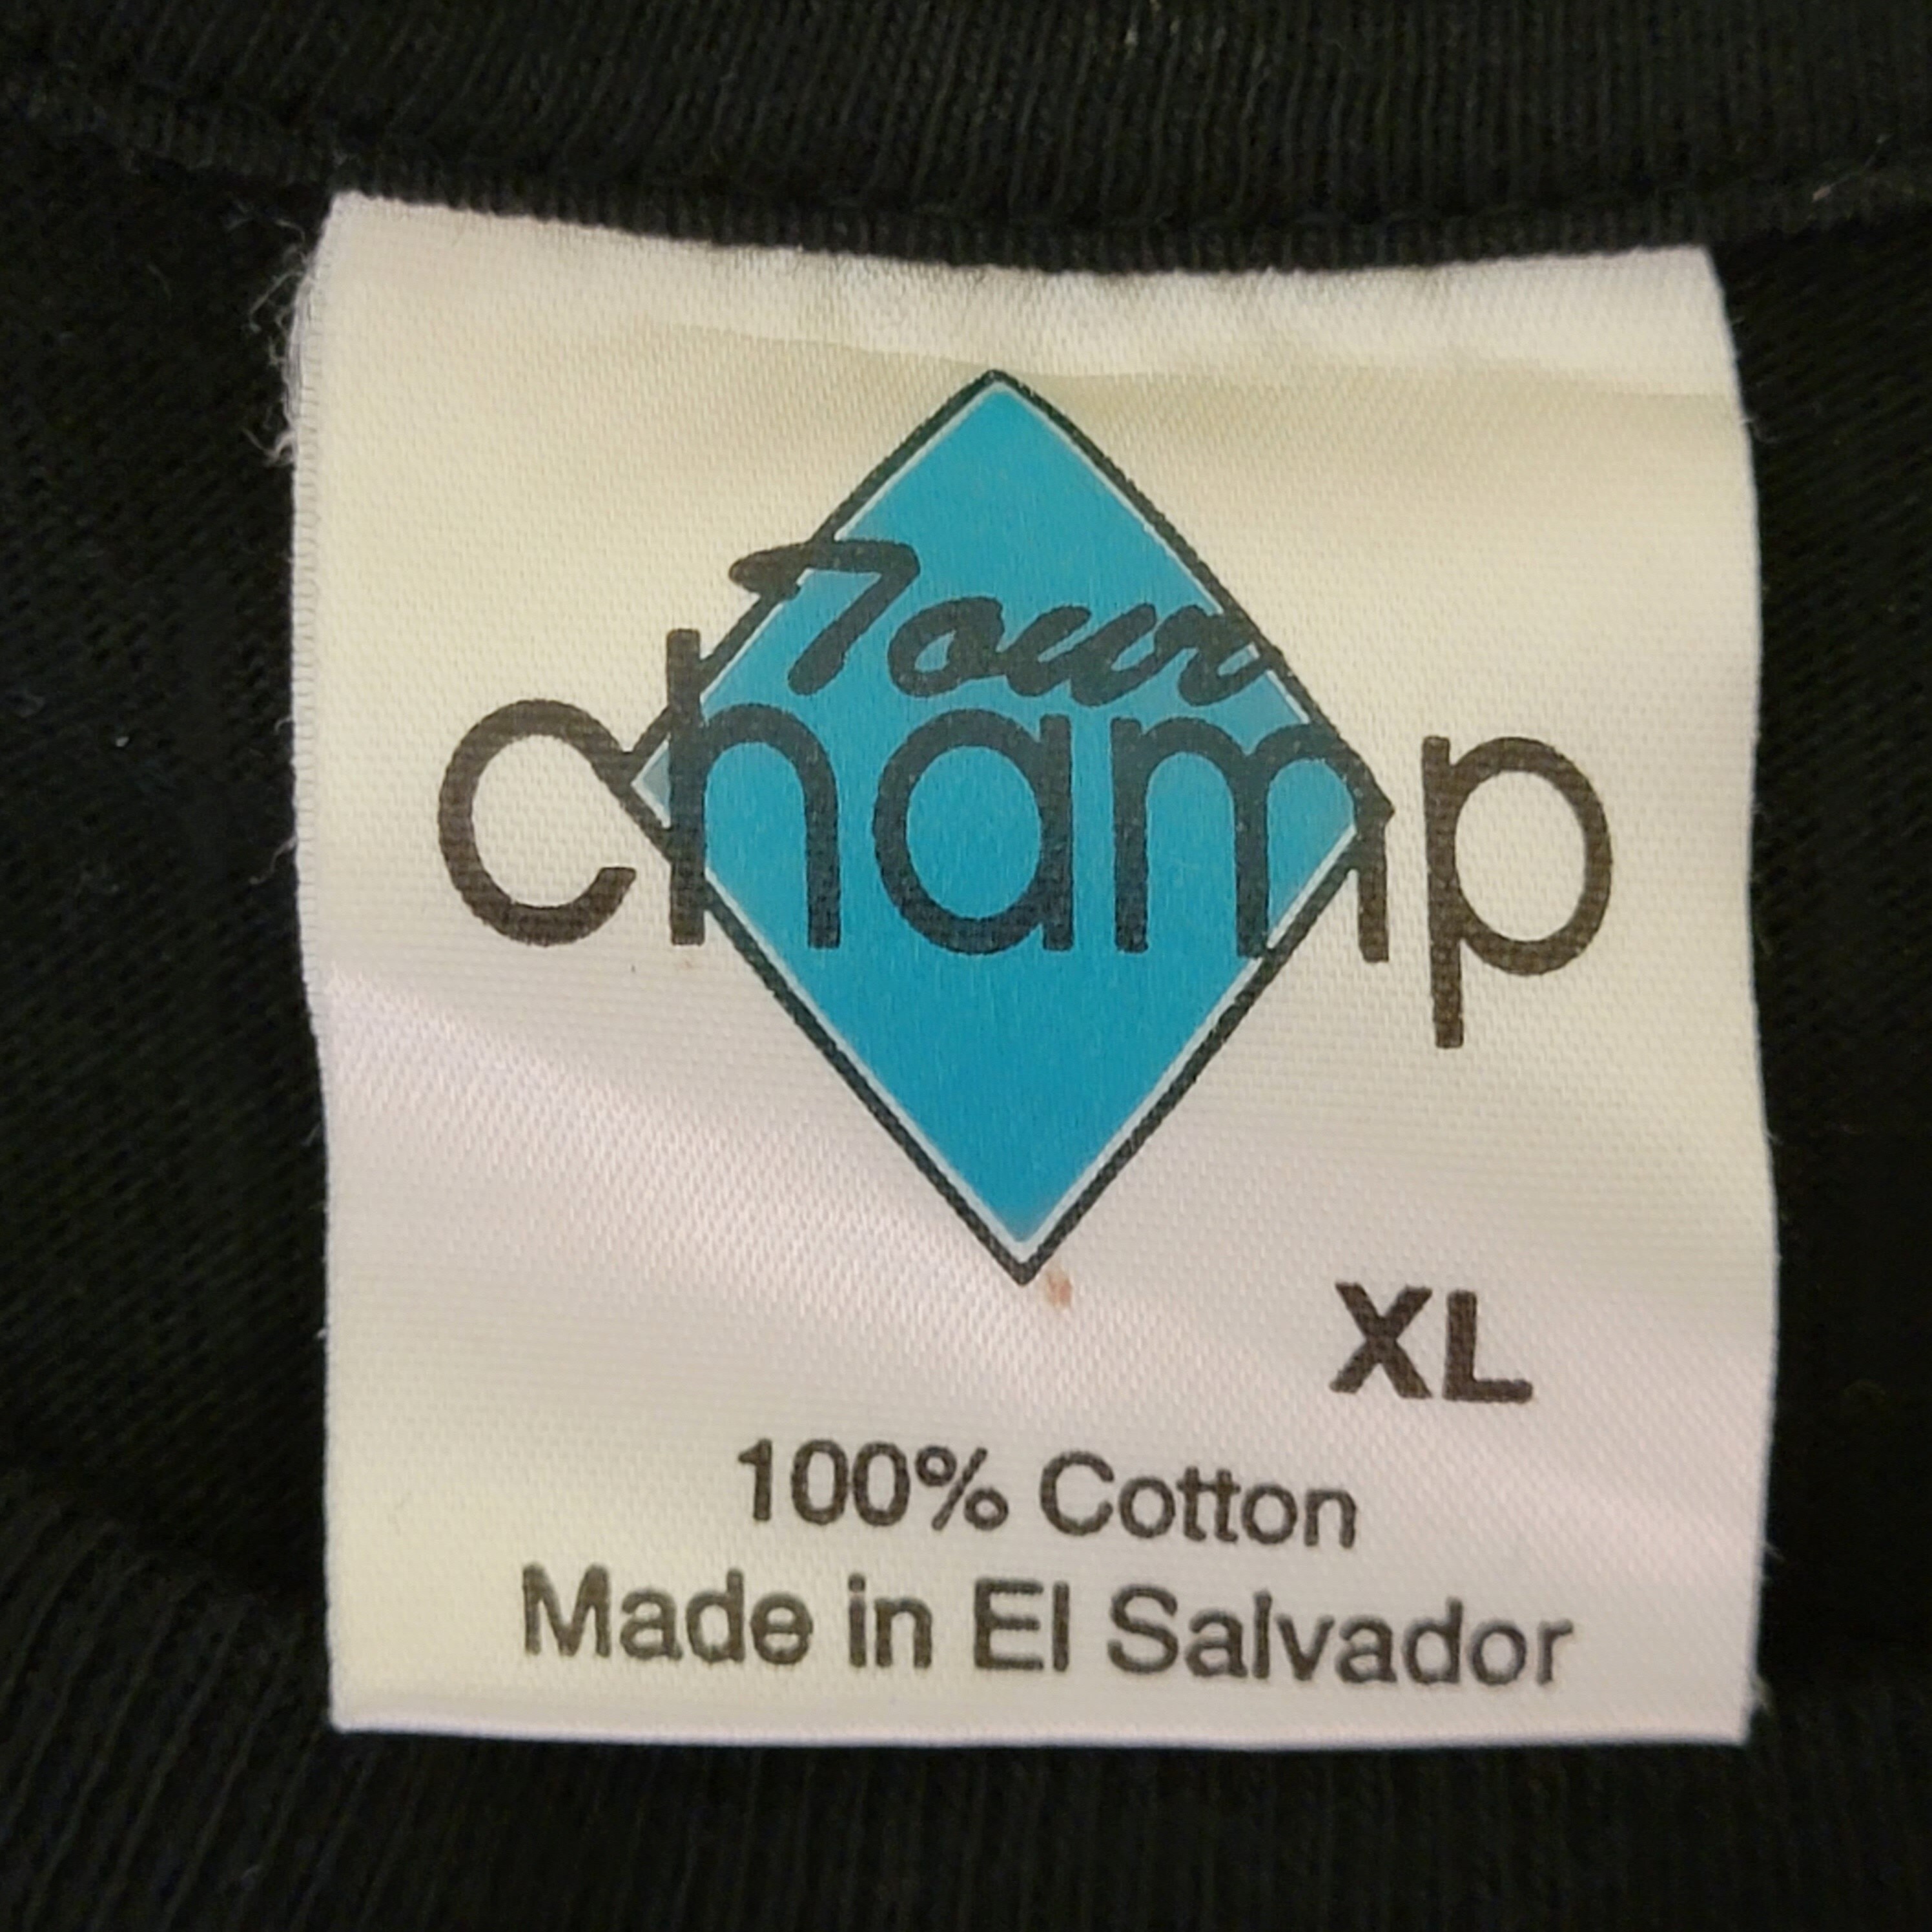 Tour
champ
XL
100% Cotton
Made in El Salvador